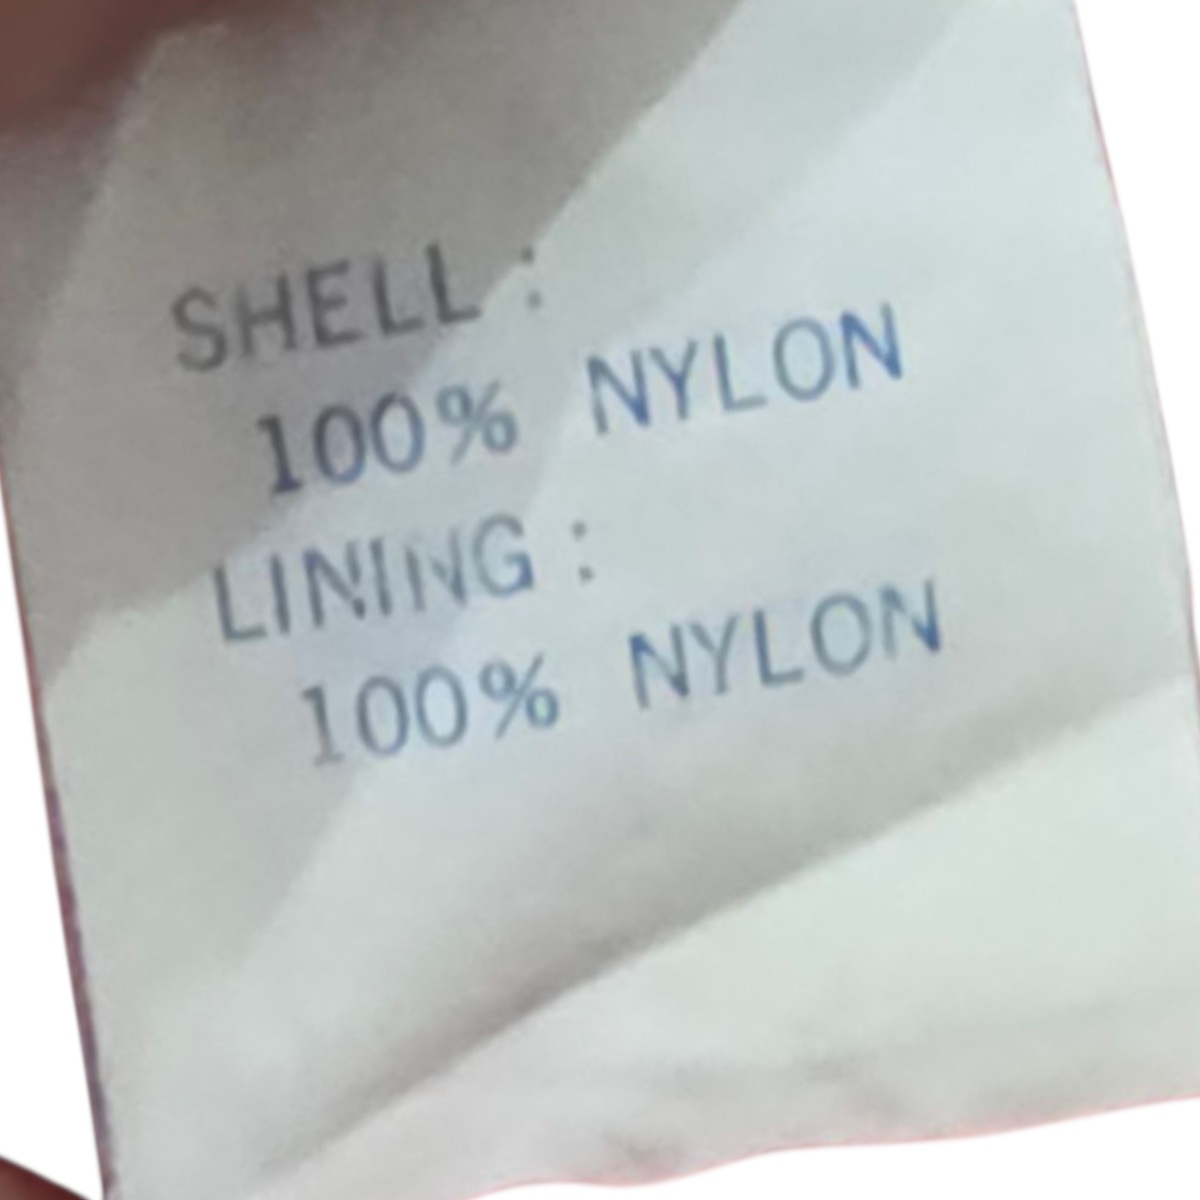 SHELL :
100% NYLON
LINING :
100% NYLON